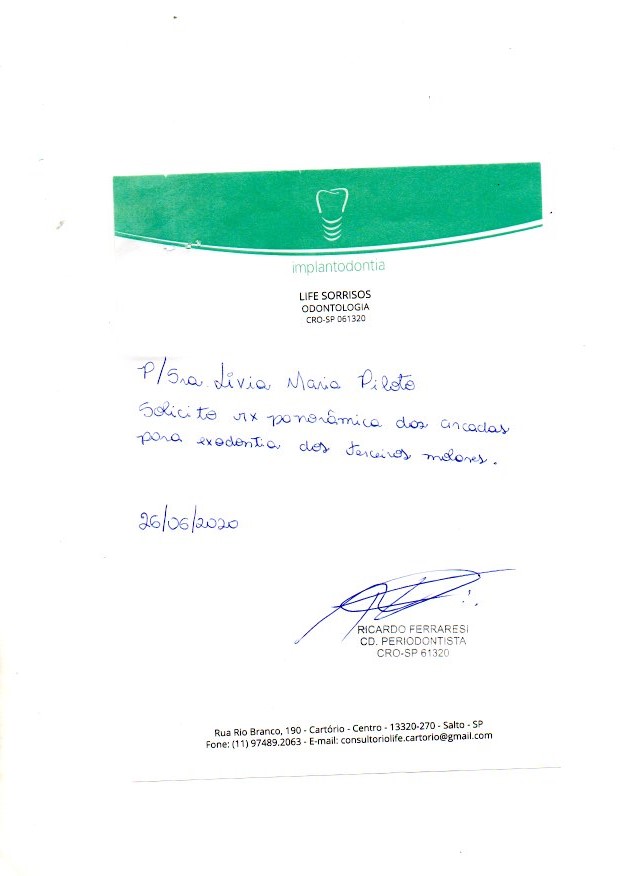 implantodontia
LIFE SORRISOS
ODONTOLOGIA
CRO-SP 061320
P/Sra. Lívia Maria Piloto
Solicito rx panorâmica das arcadas
para exodontia dos terceiros molares.
26/06/2020
RICARDO FERRARESI
CD. PERIODONTISTA
CRO-SP 61320
Rua Rio Branco, 190 - Cartório - Centro - 13320-270 - Salto - SP
Fone: (11) 97489.2063 - E-mail: consultoriolife.cartorio@gmail.com